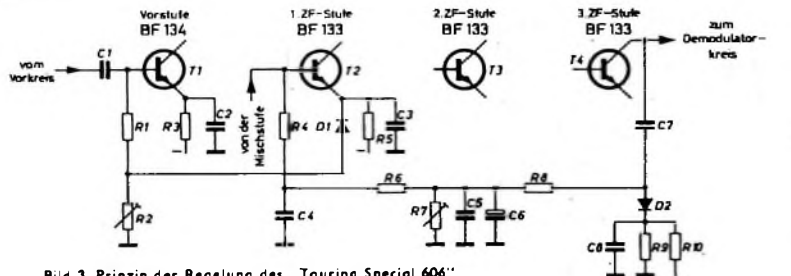 Vorstufe
BF 134
1. ZF-Stufe
BF 133
2. ZF-Stufe
BF 133
3. ZF-Stufe
BF 133
zum
Demodulator-
kreis
vom
Vorkreis
C1
T1
T2
T3
T4
R1
R3
C2
von der
Mischstufe
R4
D1
R5
C3
C7
R2
C4
R6
R7
C5
C6
R8
D2
C8
R9
R10
Bild 3. Prinzip der Regelung des „Touring Special 606"